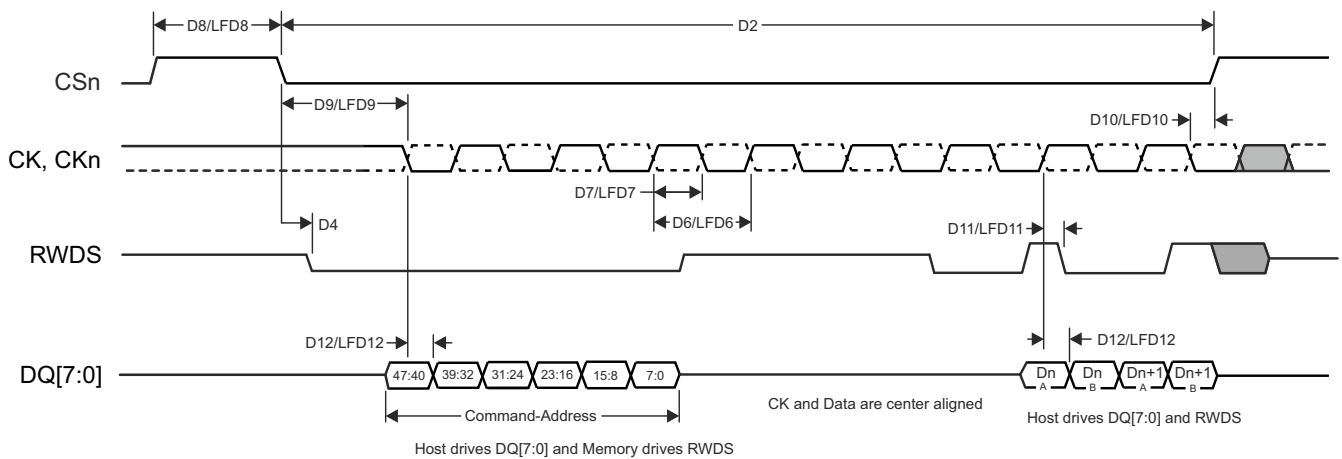 D8/LFD8
D2
CSn
D9/LFD9
D10/LFD10
CK, CKn
D7/LFD7
D6/LFD6
D4
D11/LFD11
RWDS
D12/LFD12
D12/LFD12
DQ[7:0]
47:40 39:32 31:24 23:16 15:8 7:0
Dn A Dn B Dn+1 A Dn+1 B
Command-Address
CK and Data are center aligned
Host drives DQ[7:0] and RWDS
Host drives DQ[7:0] and Memory drives RWDS